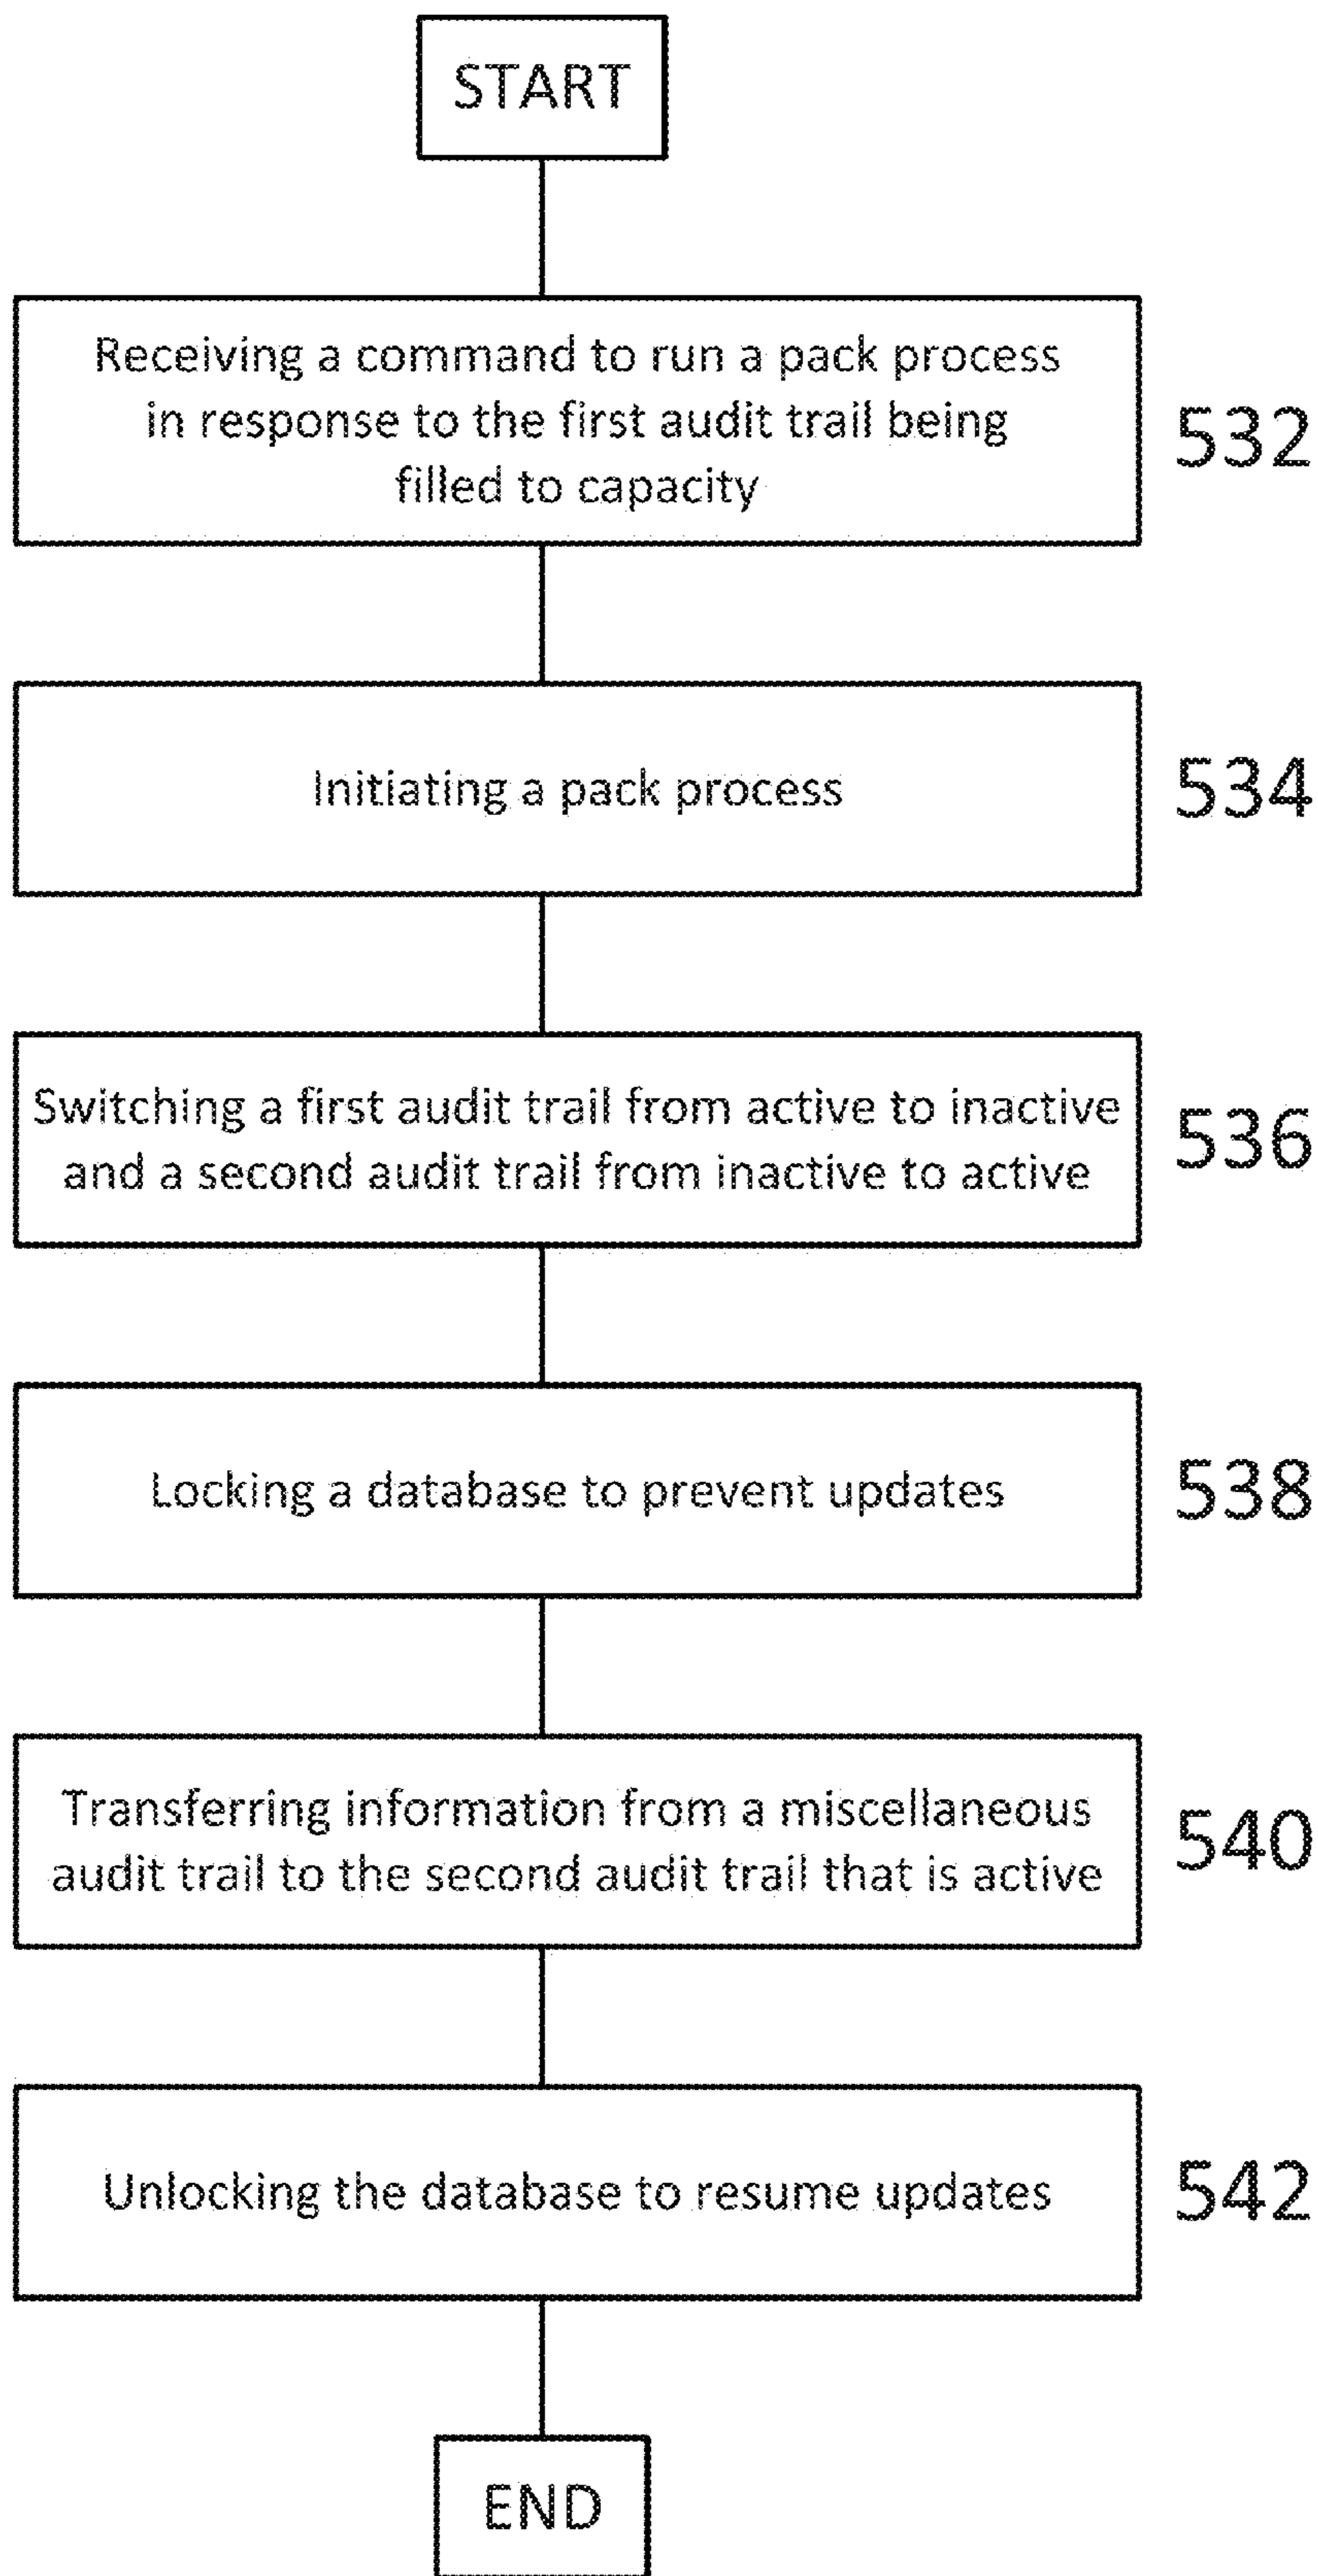 START
Receiving a command to run a pack process
in response to the first audit trail being
filled to capacity
532
Initiating a pack process
534
Switching a first audit trail from active to inactive
and a second audit trail from inactive to active
536
Locking a database to prevent updates
538
Transferring information from a miscellaneous
audit trail to the second audit trail that is active
540
Unlocking the database to resume updates
542
END